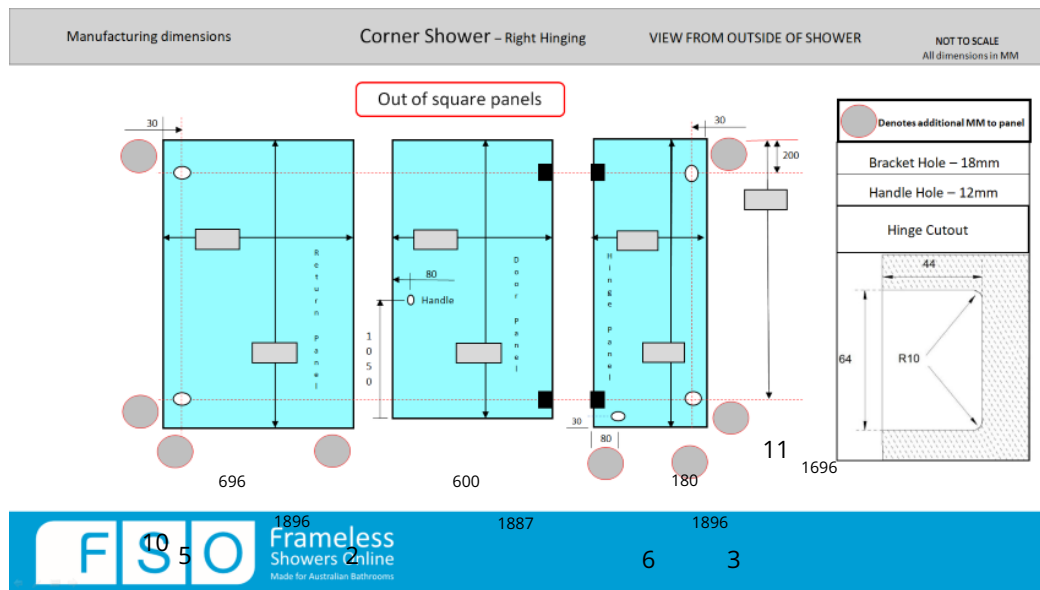 Manufacturing dimensions
Corner Shower – Right Hinging
VIEW FROM OUTSIDE OF SHOWER
NOT TO SCALE
All dimensions in MM
Out of square panels
30
30
200
Denotes additional MM to panel
Bracket Hole – 18mm
Handle Hole – 12mm
Hinge Cutout
44
64
R10
Return Panel
80
Handle
1050
Door Panel
Hinge Panel
30
80
11
1696
696
600
180
1896
1887
1896
10
5
2
6
3
FSO
Frameless
Showers Online
Made for Australian Bathrooms